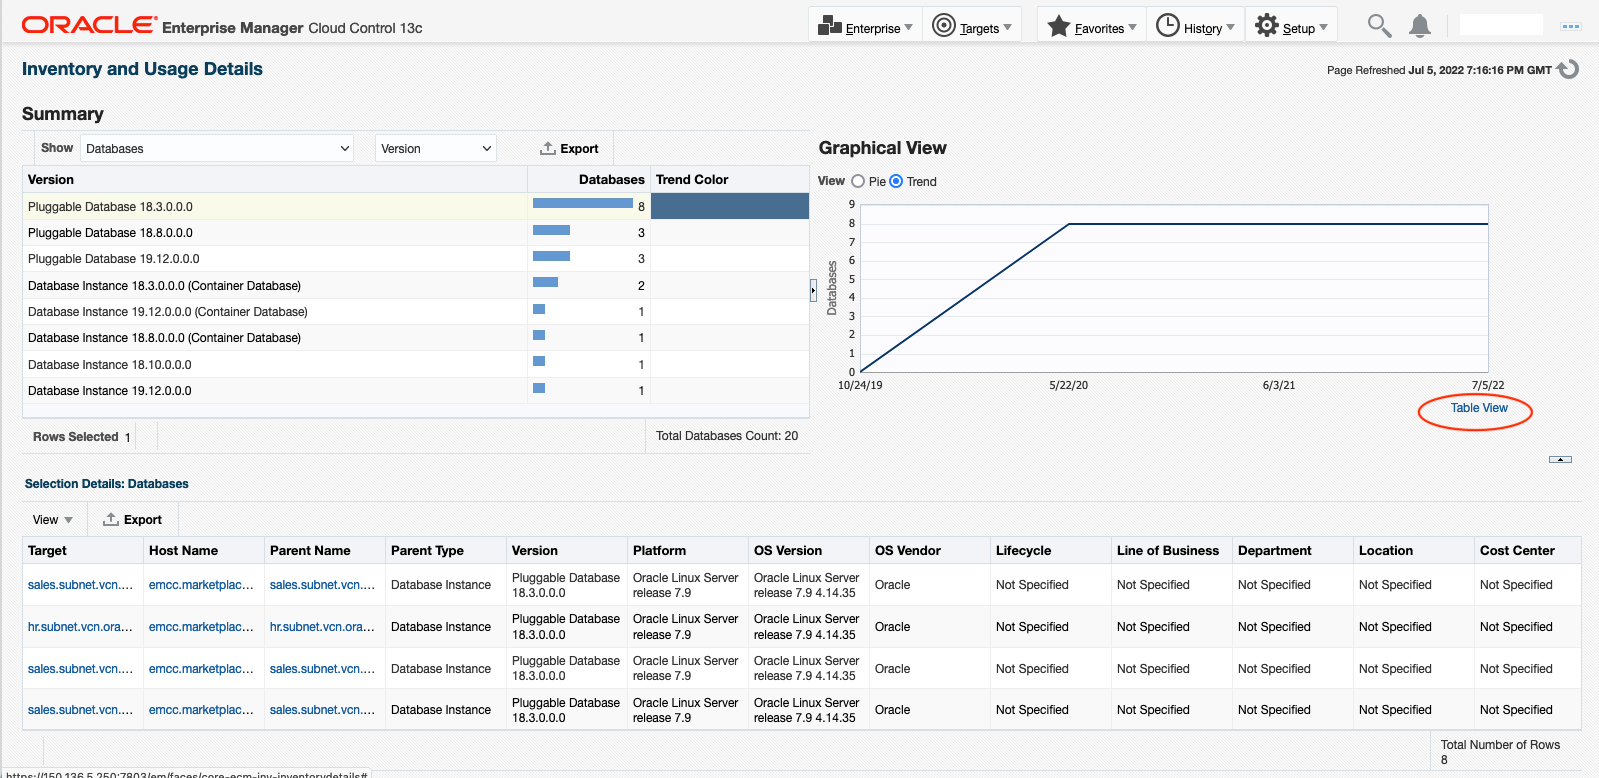 ORACLE Enterprise Manager Cloud Control 13c Enterprise Targets Favorites History Setup
Inventory and Usage Details
Page Refreshed Jul 5, 2022 7:16:16 PM GMT
Summary
Show Databases Version Export
Version Databases Trend Color
Pluggable Database 18.3.0.0.0 8
Pluggable Database 18.8.0.0.0 3
Pluggable Database 19.12.0.0.0 3
Database Instance 18.3.0.0.0 (Container Database) 2
Database Instance 19.12.0.0.0 (Container Database) 1
Database Instance 18.8.0.0.0 (Container Database) 1
Database Instance 18.10.0.0.0 1
Database Instance 19.12.0.0.0 1
Rows Selected 1 Total Databases Count: 20
Graphical View
View Pie Trend
9
8
7
6
5
4
3
2
1
0
Databases
10/24/19 5/22/20 6/3/21 7/5/22
Table View
Selection Details: Databases
View Export
Target Host Name Parent Name Parent Type Version Platform OS Version OS Vendor Lifecycle Line of Business Department Location Cost Center
sales.subnet.vcn.... emcc.marketplac... sales.subnet.vcn.... Database Instance Pluggable Database 18.3.0.0.0 Oracle Linux Server release 7.9 Oracle Linux Server release 7.9 4.14.35 Oracle Not Specified Not Specified Not Specified Not Specified Not Specified
hr.subnet.vcn.ora... emcc.marketplac... hr.subnet.vcn.ora... Database Instance Pluggable Database 18.3.0.0.0 Oracle Linux Server release 7.9 Oracle Linux Server release 7.9 4.14.35 Oracle Not Specified Not Specified Not Specified Not Specified Not Specified
sales.subnet.vcn.... emcc.marketplac... sales.subnet.vcn.... Database Instance Pluggable Database 18.3.0.0.0 Oracle Linux Server release 7.9 Oracle Linux Server release 7.9 4.14.35 Oracle Not Specified Not Specified Not Specified Not Specified Not Specified
sales.subnet.vcn.... emcc.marketplac... sales.subnet.vcn.... Database Instance Pluggable Database 18.3.0.0.0 Oracle Linux Server release 7.9 Oracle Linux Server release 7.9 4.14.35 Oracle Not Specified Not Specified Not Specified Not Specified Not Specified
Total Number of Rows
8
https://150.136.5.250:7803/em/faces/core-ecm-inv-inventorydetails#